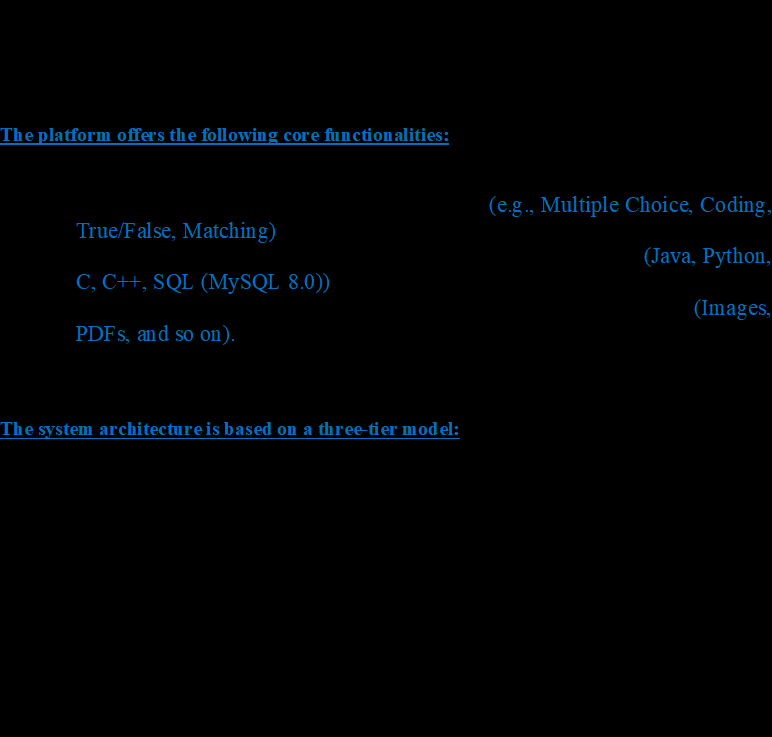 The platform offers the following core functionalities:
(e.g., Multiple Choice, Coding,
True/False, Matching)
(Java, Python,
C, C++, SQL (MySQL 8.0))
(Images,
PDFs, and so on).
The system architecture is based on a three-tier model: